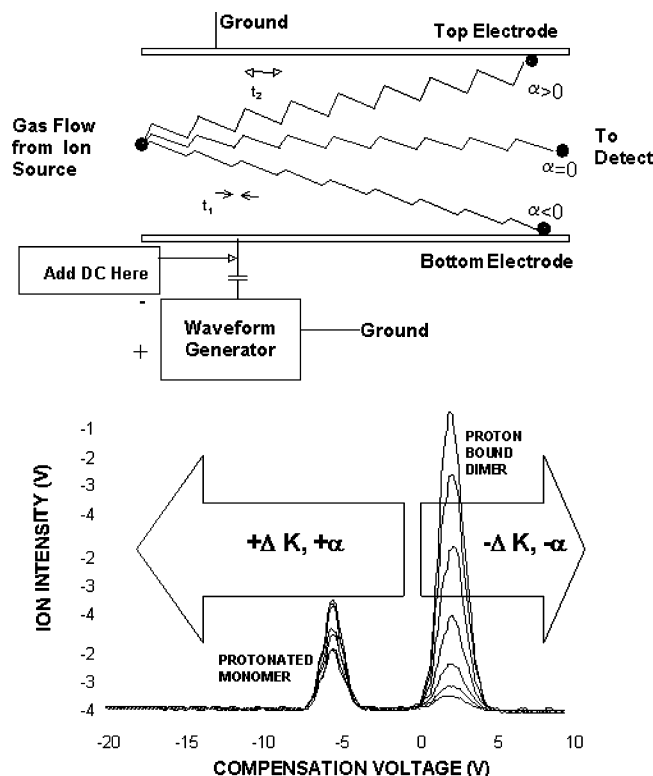 Ground
Top Electrode
t2
α>0
Gas Flow
from Ion
Source
To
Detect
α=0
t1
α<0
Bottom Electrode
Add DC Here
-
+
Waveform
Generator
Ground
ION INTENSITY (V)
-1
-2
-3
-4
-2
-3
-4
-2
-3
-4
PROTON
BOUND
DIMER
+Δ K, +α
-Δ K, -α
PROTONATED
MONOMER
-20 -15 -10 -5 0 5 10
COMPENSATION VOLTAGE (V)